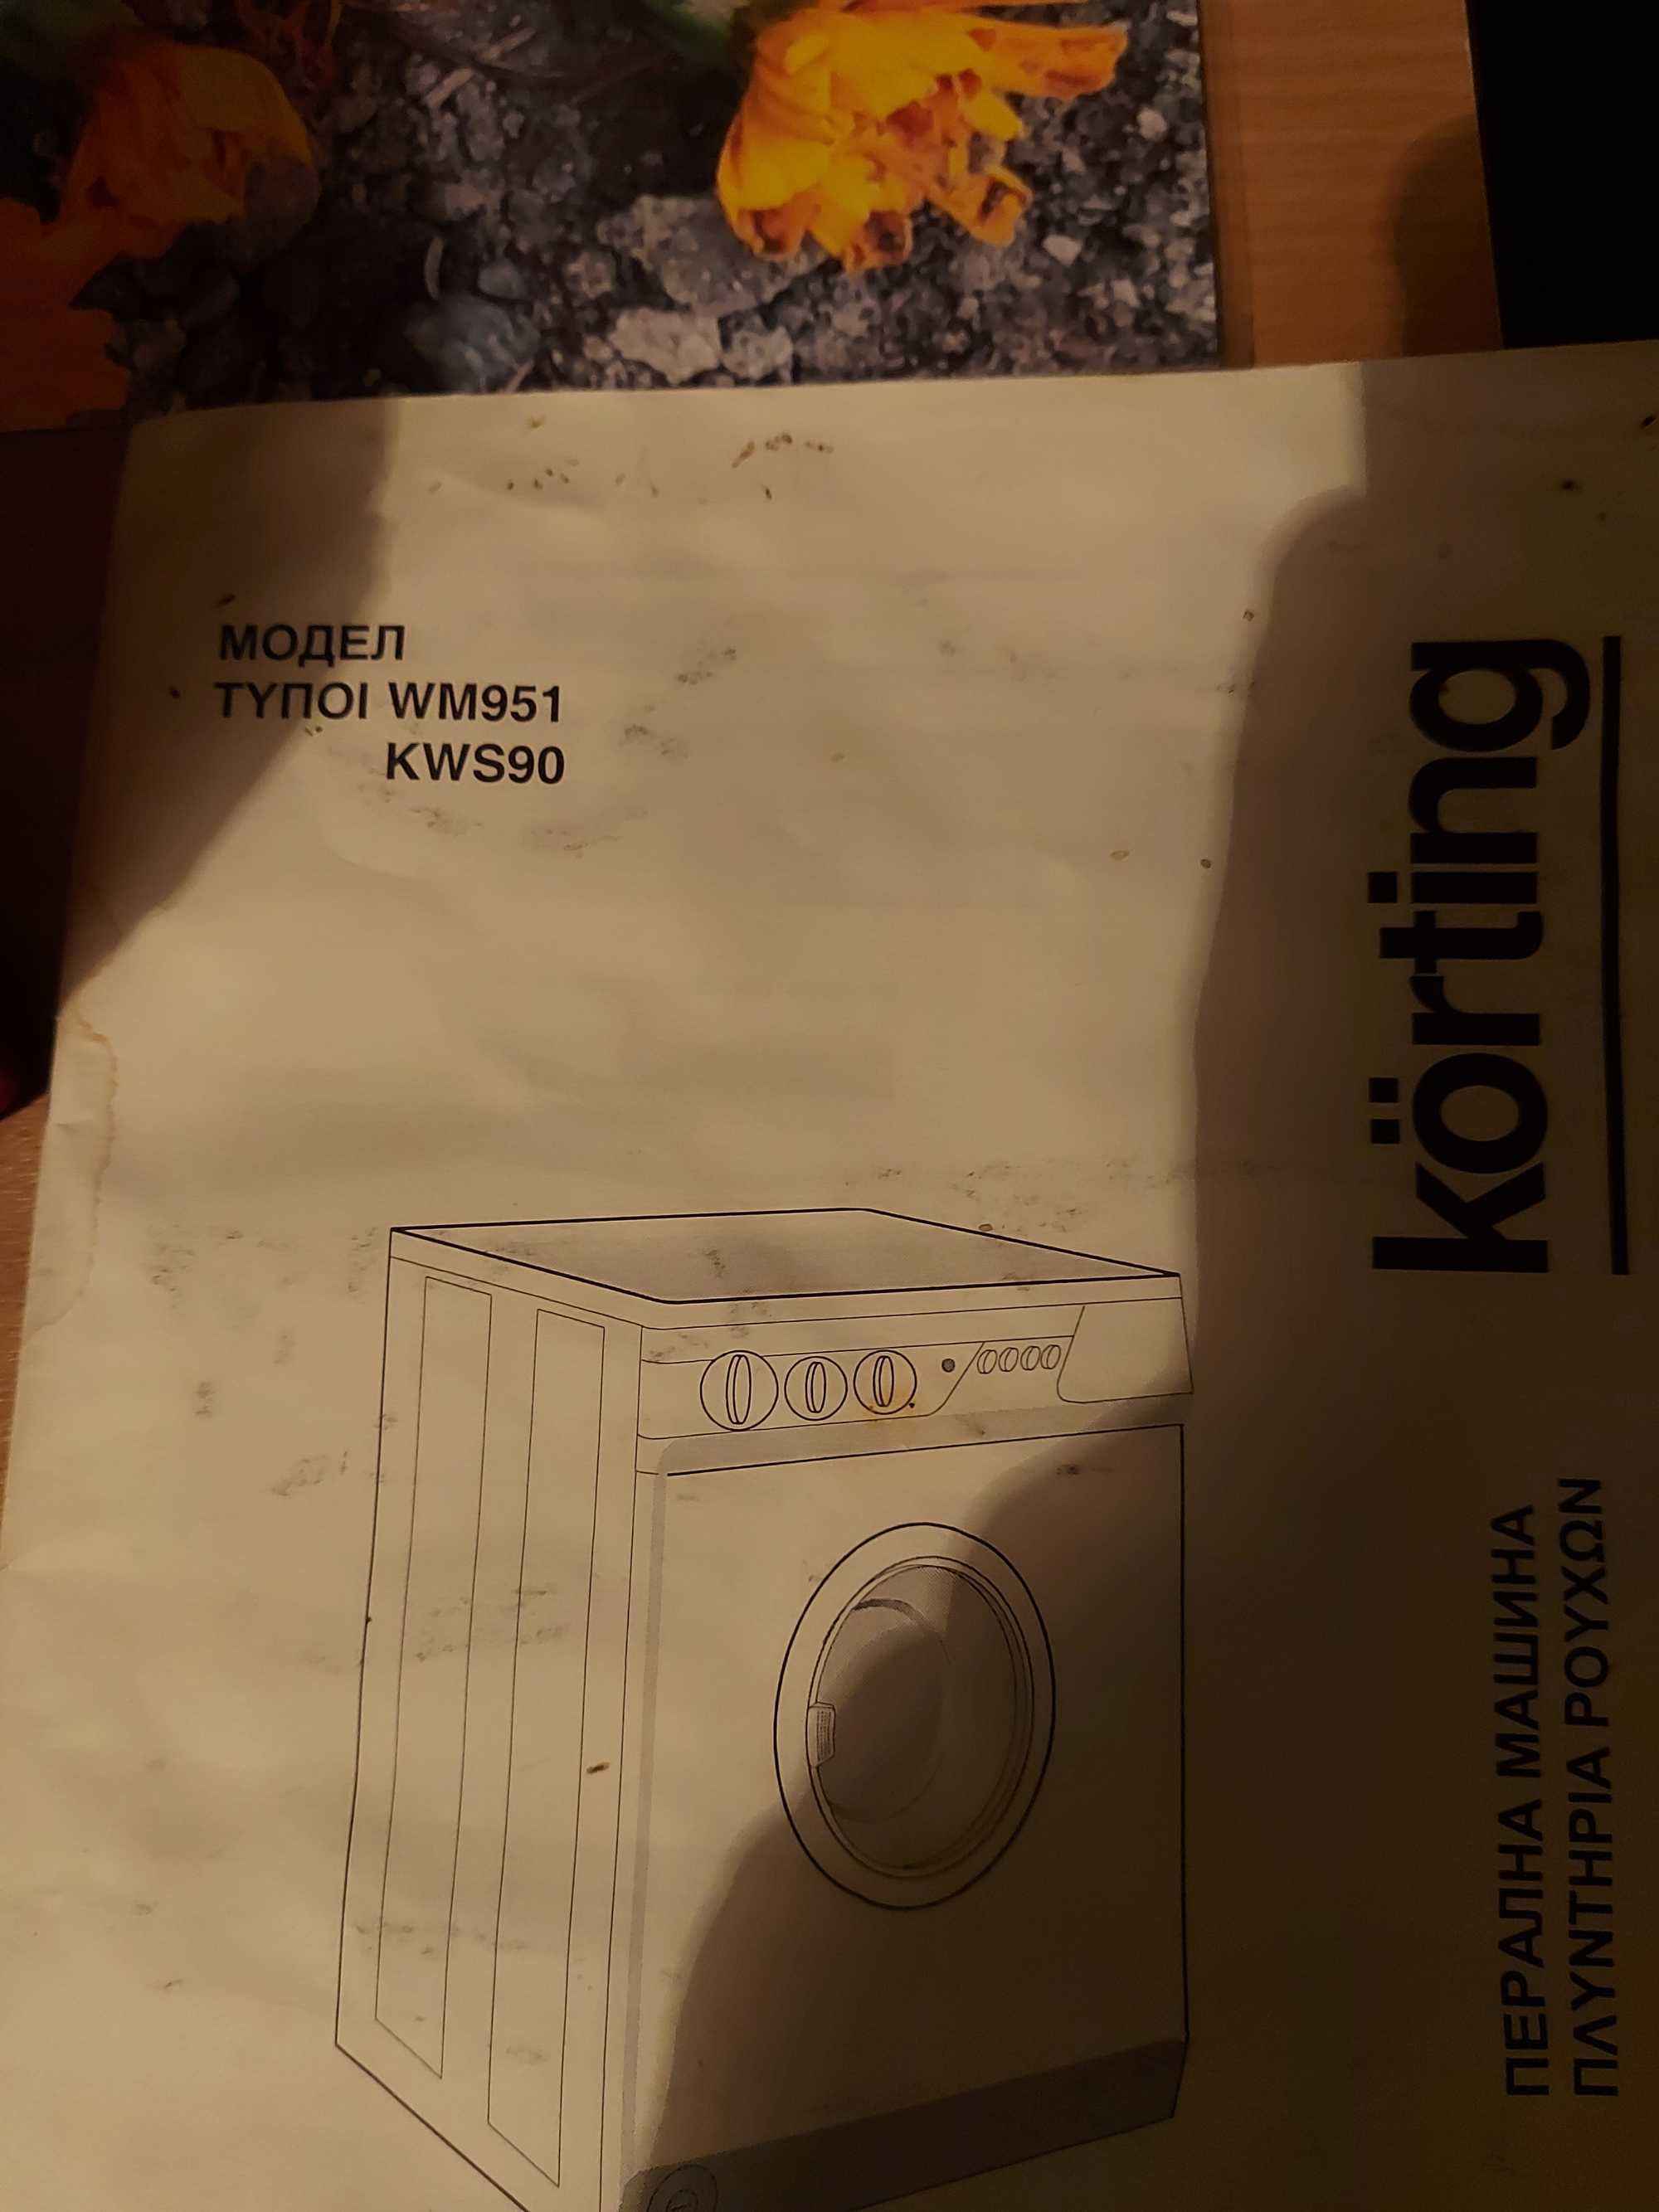 МОДЕЛ
ΤΥΠΟΙ WM951
KWS90
körting
ПЕРАЛНА МАШИНА
ΠΛΥΝΤΗΡΙΑ ΡΟΥΧΩΝ